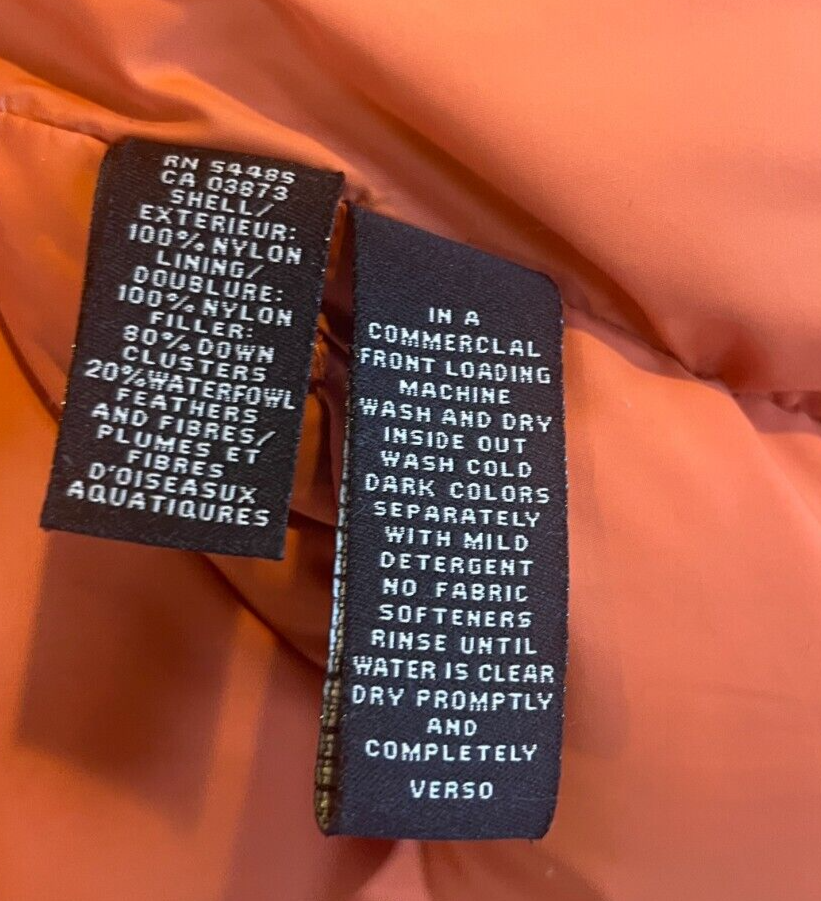 RN 54485
CA 03873
SHELL/
EXTERIEUR:
100% NYLON
LINING/
DOUBLURE:
100% NYLON
FILLER:
80% DOWN
CLUSTERS
20% WATERFOWL
FEATHERS
AND FIBRES/
PLUMES ET
FIBRES
D'OISEASUX
AQUATIQURES
IN A
COMMERCLAL
FRONT LOADING
MACHINE
WASH AND DRY
INSIDE OUT
WASH COLD
DARK COLORS
SEPARATELY
WITH MILD
DETERGENT
NO FABRIC
SOFTENERS
RINSE UNTIL
WATER IS CLEAR
DRY PROMPTLY
AND
COMPLETELY
VERSO